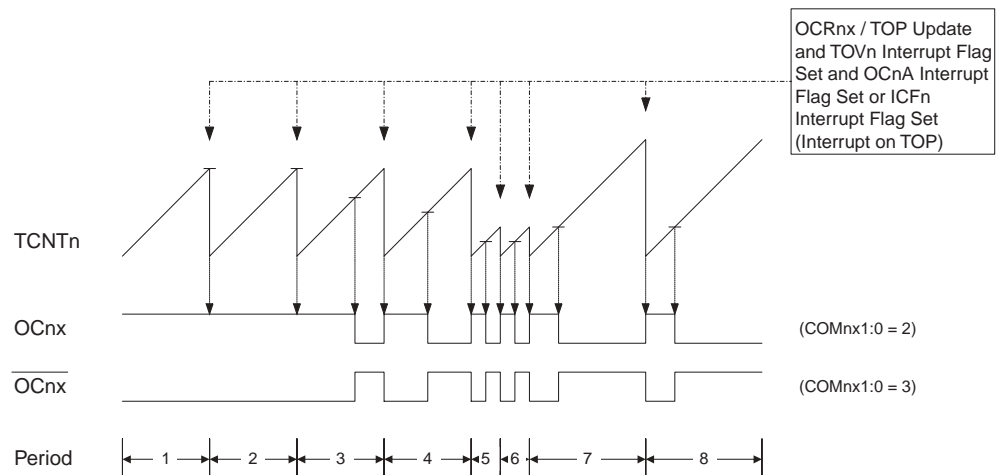 OCRnx / TOP Update
and TOVn Interrupt Flag
Set and OCnA Interrupt
Flag Set or ICFn
Interrupt Flag Set
(Interrupt on TOP)
TCNTn
OCnx
(COMnx1:0 = 2)
OCnx
(COMnx1:0 = 3)
Period
1 2 3 4 5 6 7 8